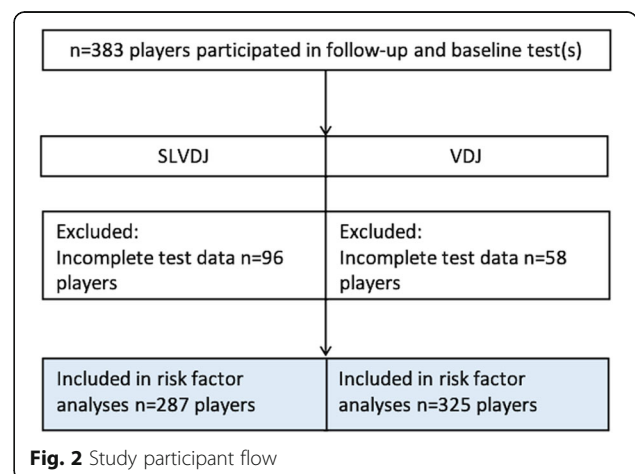 n=383 players participated in follow-up and baseline test(s)
SLVDJ
VDJ
Excluded:
Incomplete test data n=96
players
Excluded:
Incomplete test data n=58
players
Included in risk factor
analyses n=287 players
Included in risk factor
analyses n=325 players
Fig. 2 Study participant flow